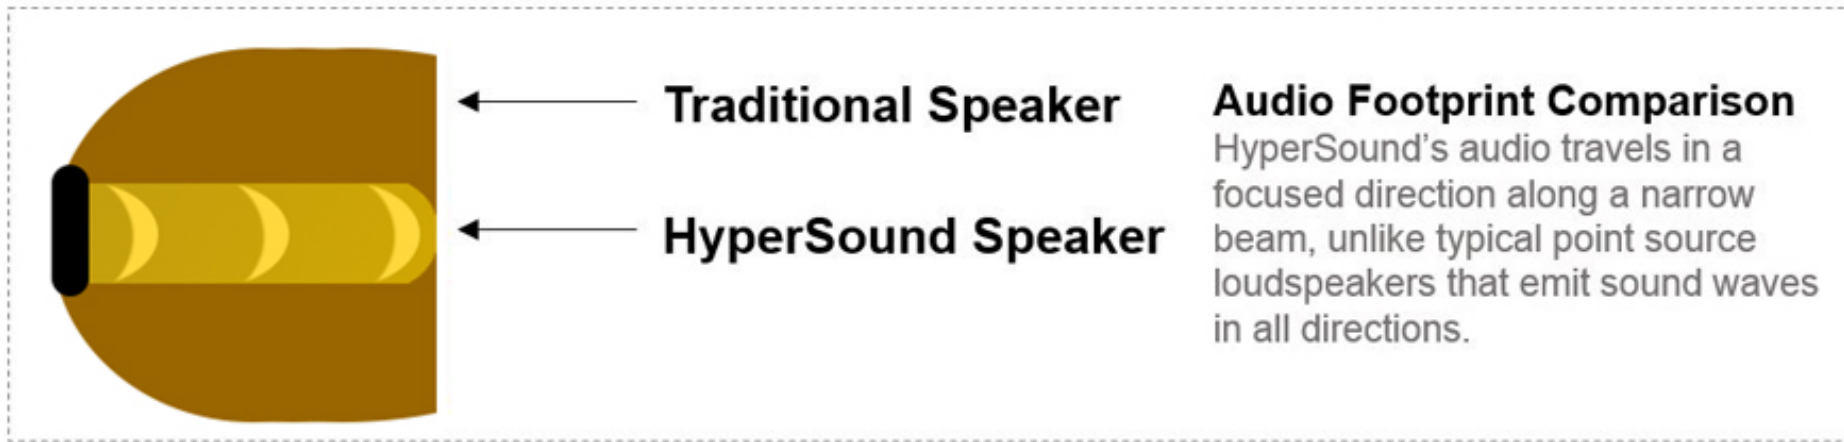 Traditional Speaker
HyperSound Speaker
Audio Footprint Comparison
HyperSound’s audio travels in a
focused direction along a narrow
beam, unlike typical point source
loudspeakers that emit sound waves
in all directions.